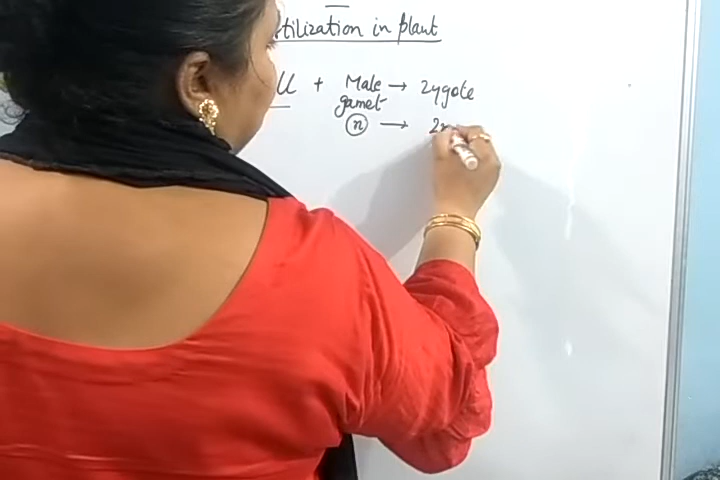 tilization in plant
ll + Male → zygote
gamet
n → 2n